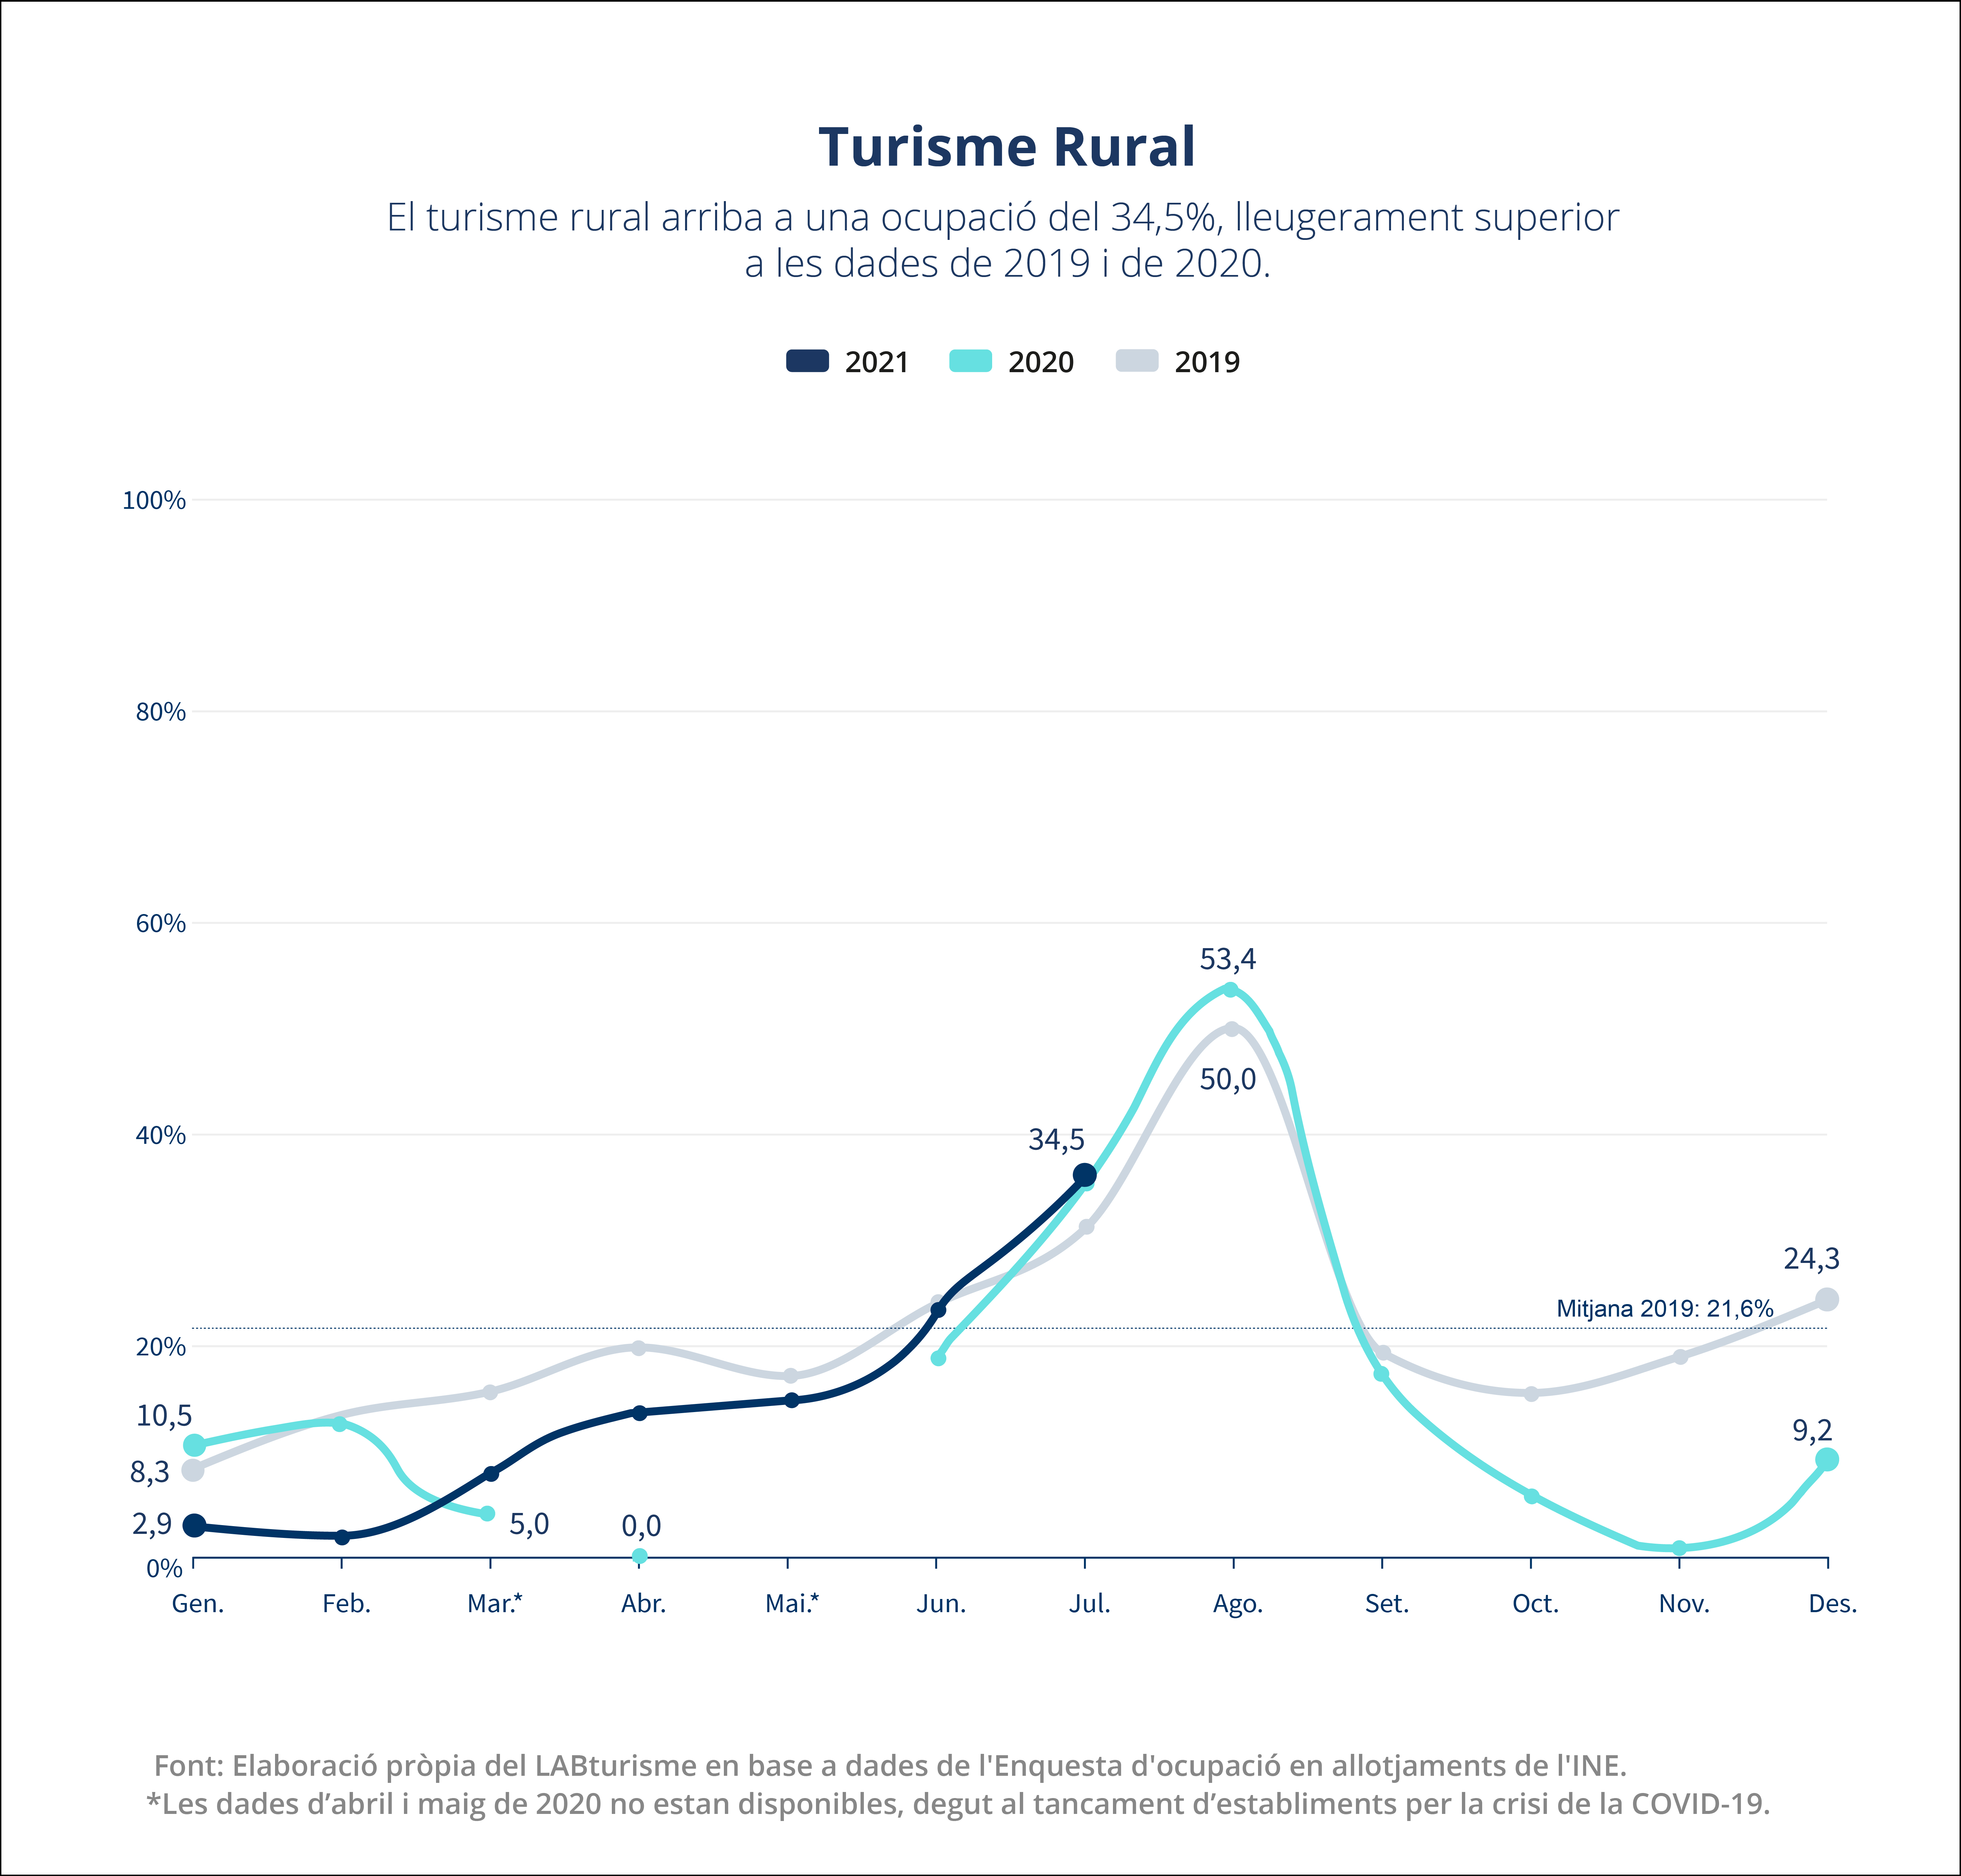 Turisme Rural
El turisme rural arriba a una ocupació del 34,5%, lleugerament superior
a les dades de 2019 i de 2020.
2021 2020 2019
100%
80%
60%
53,4
50,0
40%
34,5
24,3
Mitjana 2019: 21,6%
20%
10,5
9,2
8,3
2,9
5,0
0,0
0%
Gen. Feb. Mar.* Abr. Mai.* Jun. Jul. Ago. Set. Oct. Nov. Des.
Font: Elaboració pròpia del LABturisme en base a dades de l'Enquesta d'ocupació en allotjaments de l'INE.
*Les dades d’abril i maig de 2020 no estan disponibles, degut al tancament d’establiments per la crisi de la COVID-19.